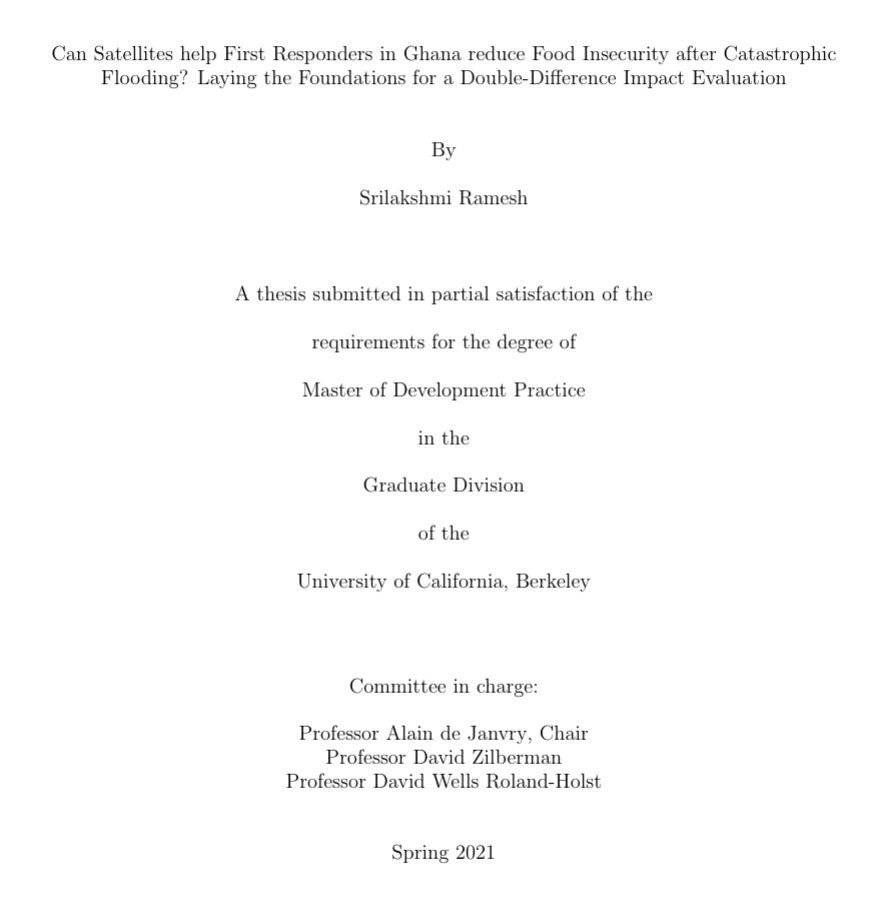 Can Satellites help First Responders in Ghana reduce Food Insecurity after Catastrophic
Flooding? Laying the Foundations for a Double-Difference Impact Evaluation
By
Srilakshmi Ramesh
A thesis submitted in partial satisfaction of the
requirements for the degree of
Master of Development Practice
in the
Graduate Division
of the
University of California, Berkeley
Committee in charge:
Professor Alain de Janvry, Chair
Professor David Zilberman
Professor David Wells Roland-Holst
Spring 2021